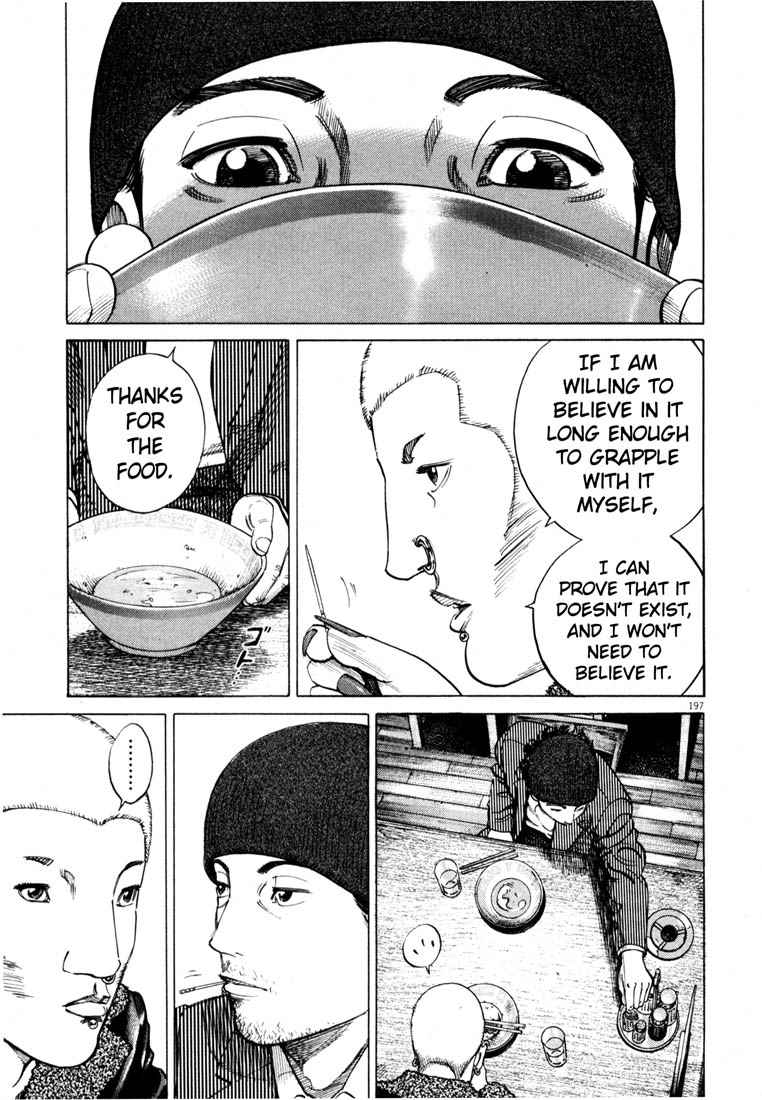 IF I AM
WILLING TO
BELIEVE IN IT
LONG ENOUGH
TO GRAPPLE
WITH IT
MYSELF,
I CAN
PROVE THAT IT
DOESN'T EXIST,
AND I WON'T
NEED TO
BELIEVE IT.
THANKS
FOR
THE
FOOD.
ゴト…
197
........